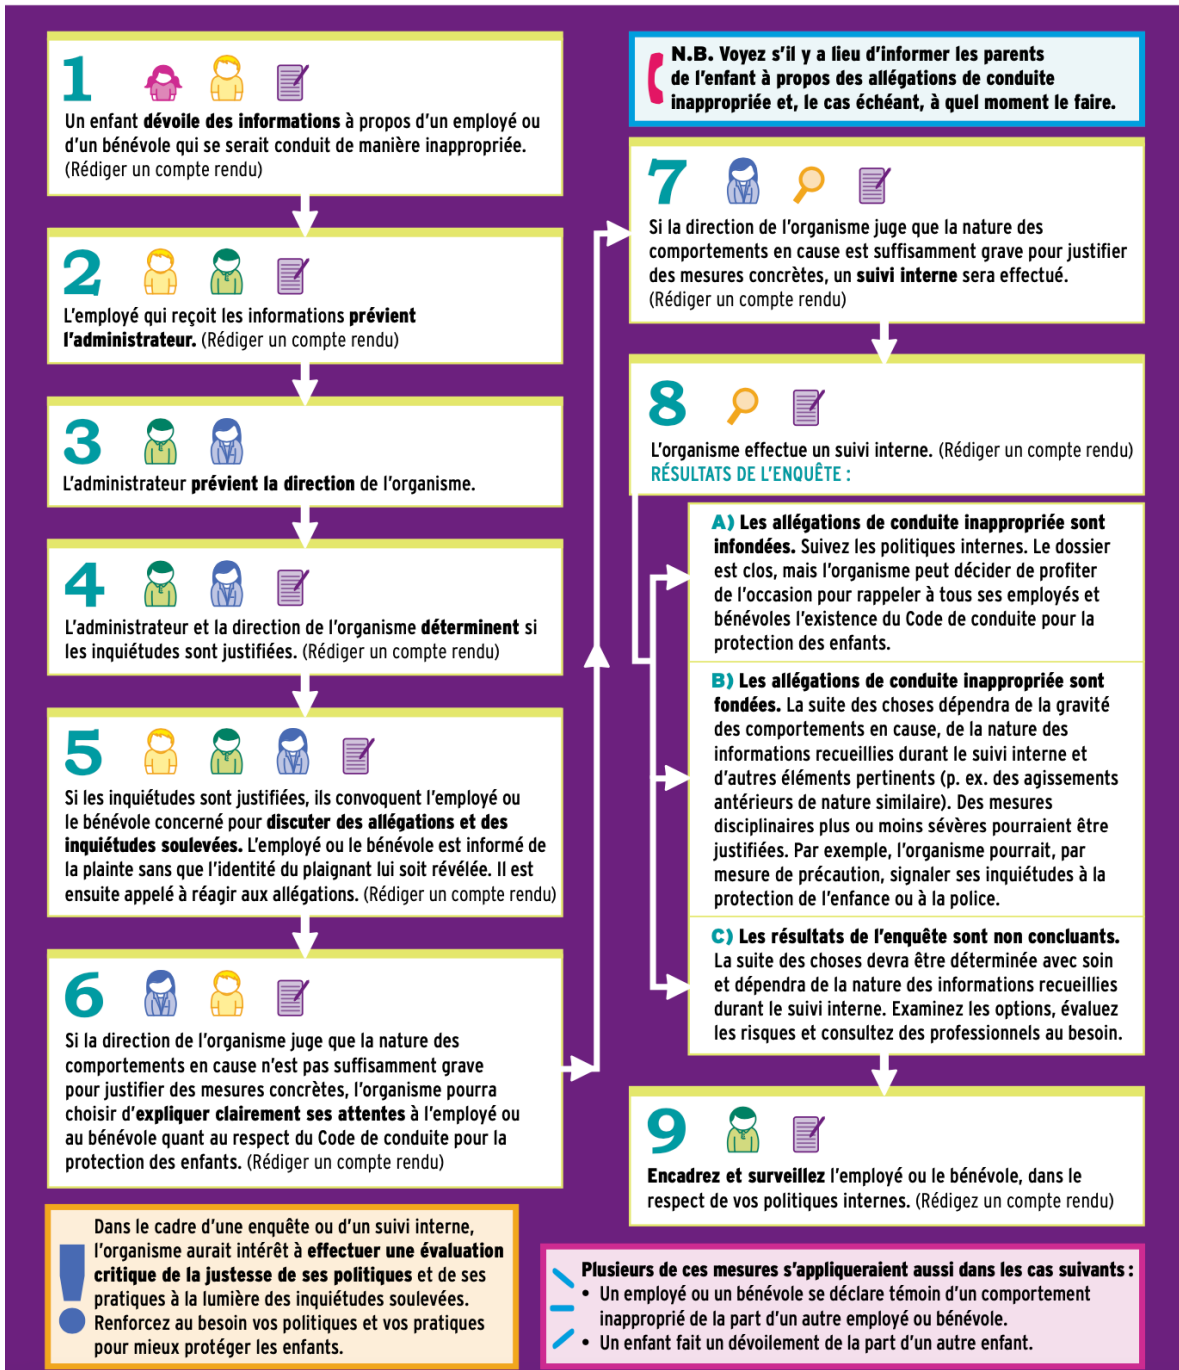 1
Un enfant dévoile des informations à propos d'un employé ou
d'un bénévole qui se serait conduit de manière inappropriée.
(Rédiger un compte rendu)
2
L'employé qui reçoit les informations prévient
l'administrateur. (Rédiger un compte rendu)
3
L'administrateur prévient la direction de l'organisme.
4
L'administrateur et la direction de l'organisme déterminent si
les inquiétudes sont justifiées. (Rédiger un compte rendu)
5
Si les inquiétudes sont justifiées, ils convoquent l'employé ou
le bénévole concerné pour discuter des allégations et des
inquiétudes soulevées. L'employé ou le bénévole est informé de
la plainte sans que l'identité du plaignant lui soit révélée. Il est
ensuite appelé à réagir aux allégations. (Rédiger un compte rendu)
6
Si la direction de l'organisme juge que la nature des
comportements en cause n'est pas suffisamment grave
pour justifier des mesures concrètes, l'organisme pourra
choisir d'expliquer clairement ses attentes à l'employé ou
au bénévole quant au respect du Code de conduite pour la
protection des enfants. (Rédiger un compte rendu)
Dans le cadre d'une enquête ou d'un suivi interne,
l'organisme aurait intérêt à effectuer une évaluation
critique de la justesse de ses politiques et de ses
pratiques à la lumière des inquiétudes soulevées.
Renforcez au besoin vos politiques et vos pratiques
pour mieux protéger les enfants.
N.B. Voyez s'il y a lieu d'informer les parents
de l'enfant à propos des allégations de conduite
inappropriée et, le cas échéant, à quel moment le faire.
7
Si la direction de l'organisme juge que la nature des
comportements en cause est suffisamment grave pour justifier
des mesures concrètes, un suivi interne sera effectué.
(Rédiger un compte rendu)
8
L'organisme effectue un suivi interne. (Rédiger un compte rendu)
RÉSULTATS DE L'ENQUÊTE :
A) Les allégations de conduite inappropriée sont
infondées. Suivez les politiques internes. Le dossier
est clos, mais l'organisme peut décider de profiter
de l'occasion pour rappeler à tous ses employés et
bénévoles l'existence du Code de conduite pour la
protection des enfants.
B) Les allégations de conduite inappropriée sont
fondées. La suite des choses dépendra de la gravité
des comportements en cause, de la nature des
informations recueillies durant le suivi interne et
d'autres éléments pertinents (p. ex. des agissements
antérieurs de nature similaire). Des mesures
disciplinaires plus ou moins sévères pourraient être
justifiées. Par exemple, l'organisme pourrait, par
mesure de précaution, signaler ses inquiétudes à la
protection de l'enfance ou à la police.
C) Les résultats de l'enquête sont non concluants.
La suite des choses devra être déterminée avec soin
et dépendra de la nature des informations recueillies
durant le suivi interne. Examinez les options, évaluez
les risques et consultez des professionnels au besoin.
9
Encadrez et surveillez l'employé ou le bénévole, dans le
respect de vos politiques internes. (Rédigez un compte rendu)
Plusieurs de ces mesures s'appliqueraient aussi dans les cas suivants :
• Un employé ou un bénévole se déclare témoin d'un comportement
inapproprié de la part d'un autre employé ou bénévole.
• Un enfant fait un dévoilement de la part d'un autre enfant.